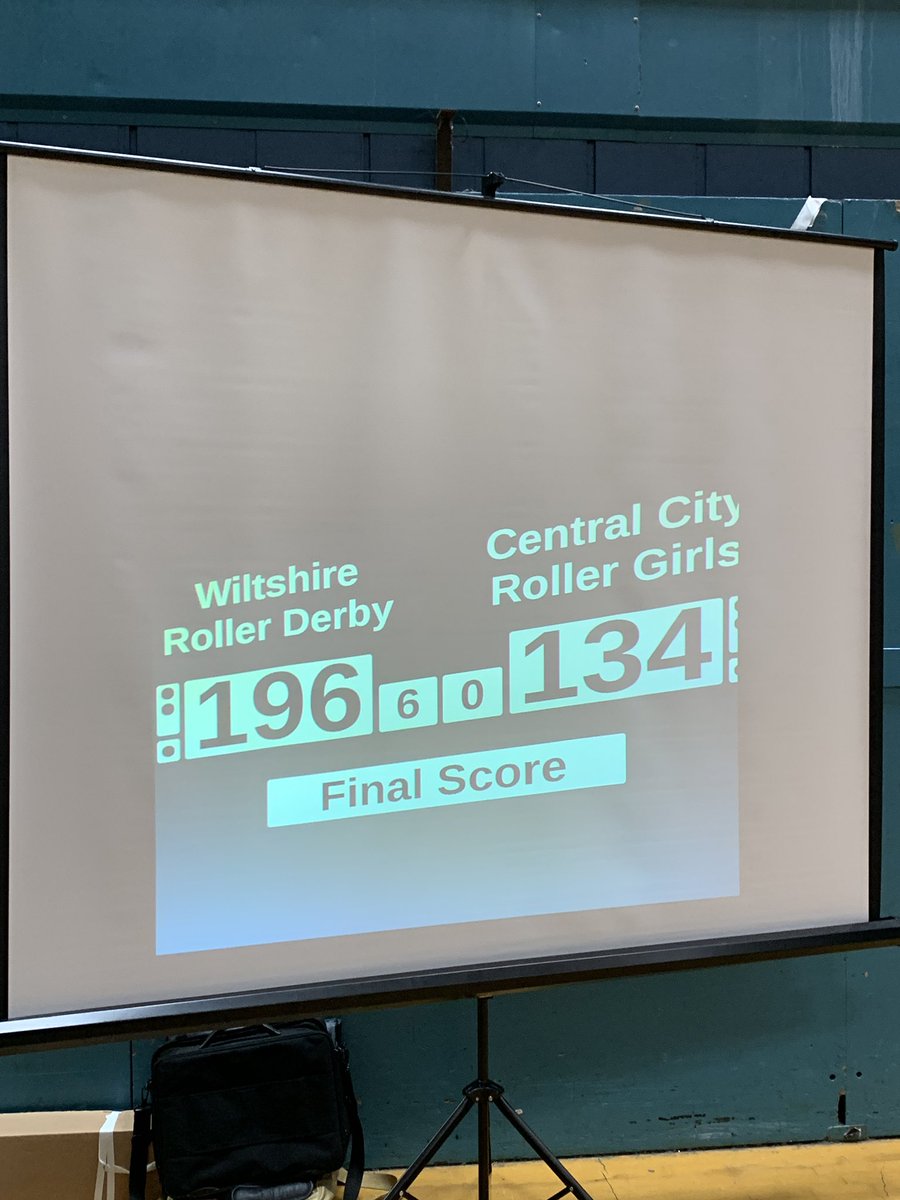 Wiltshire
Roller Derby
Central City
Roller Girls
196 6 0 134
Final Score